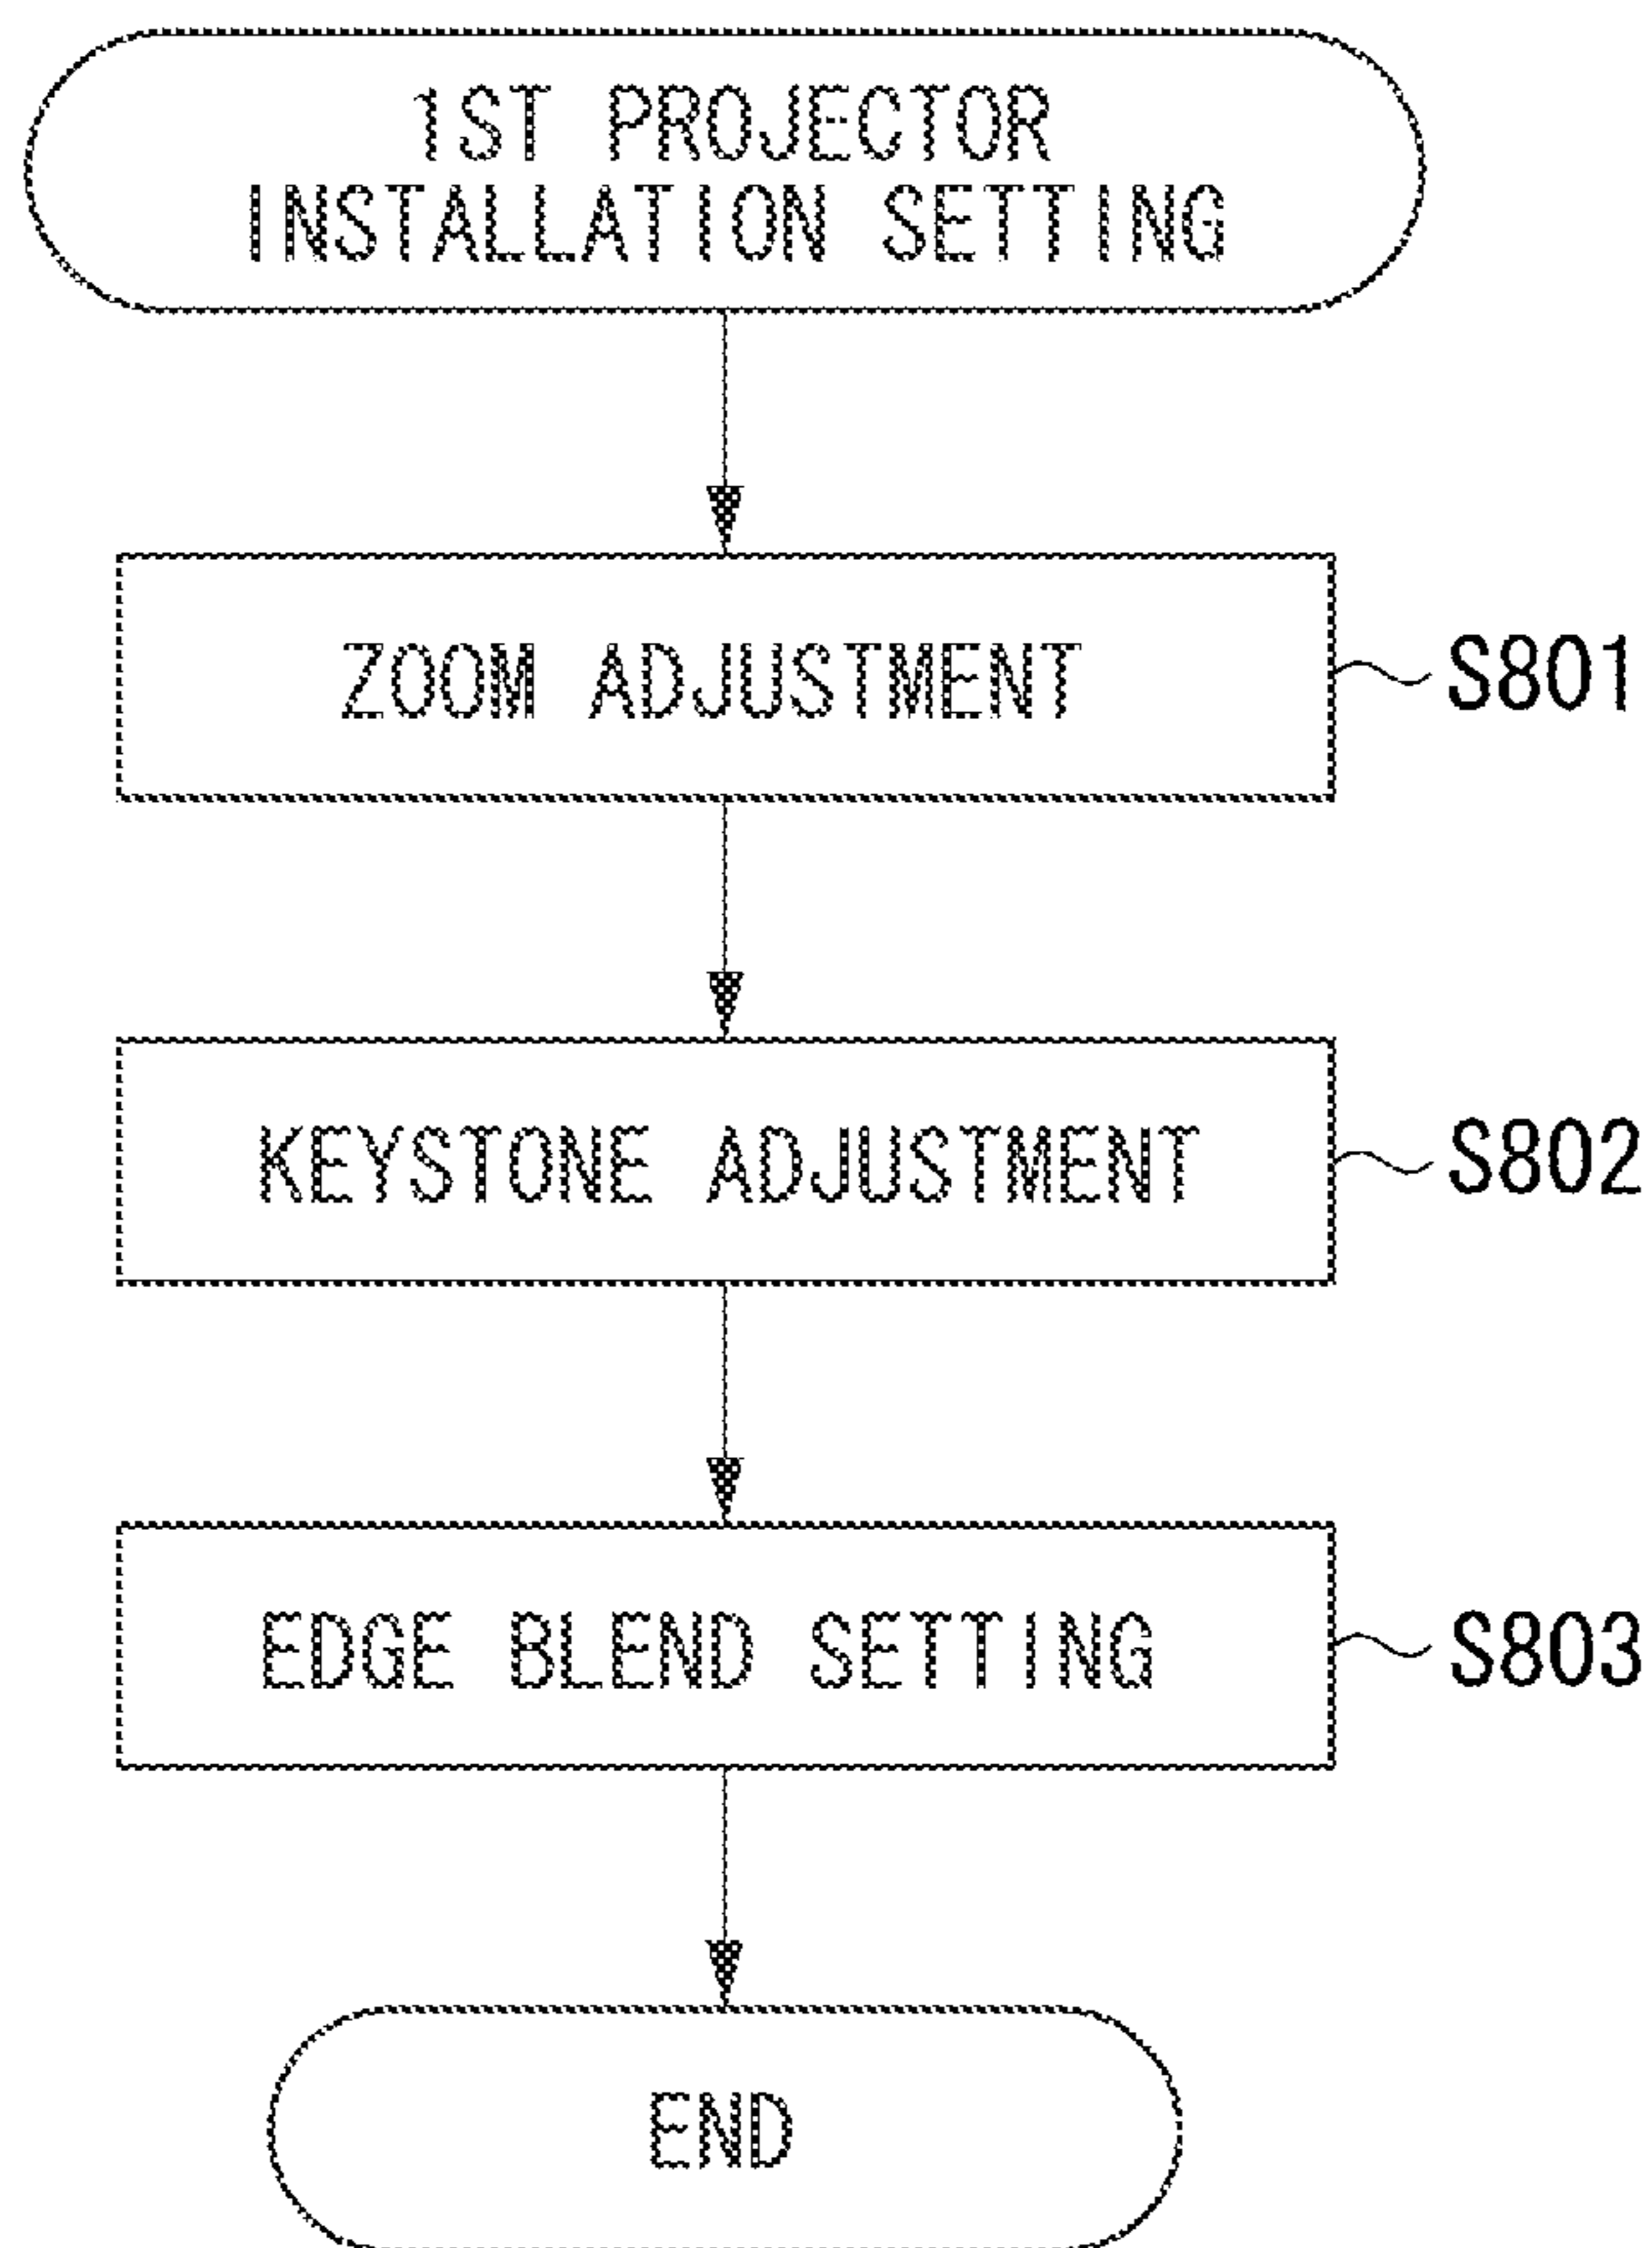 1ST PROJECTOR
INSTALLATION SETTING
ZOOM ADJUSTMENT
S801
KEYSTONE ADJUSTMENT
S802
EDGE BLEND SETTING
S803
END